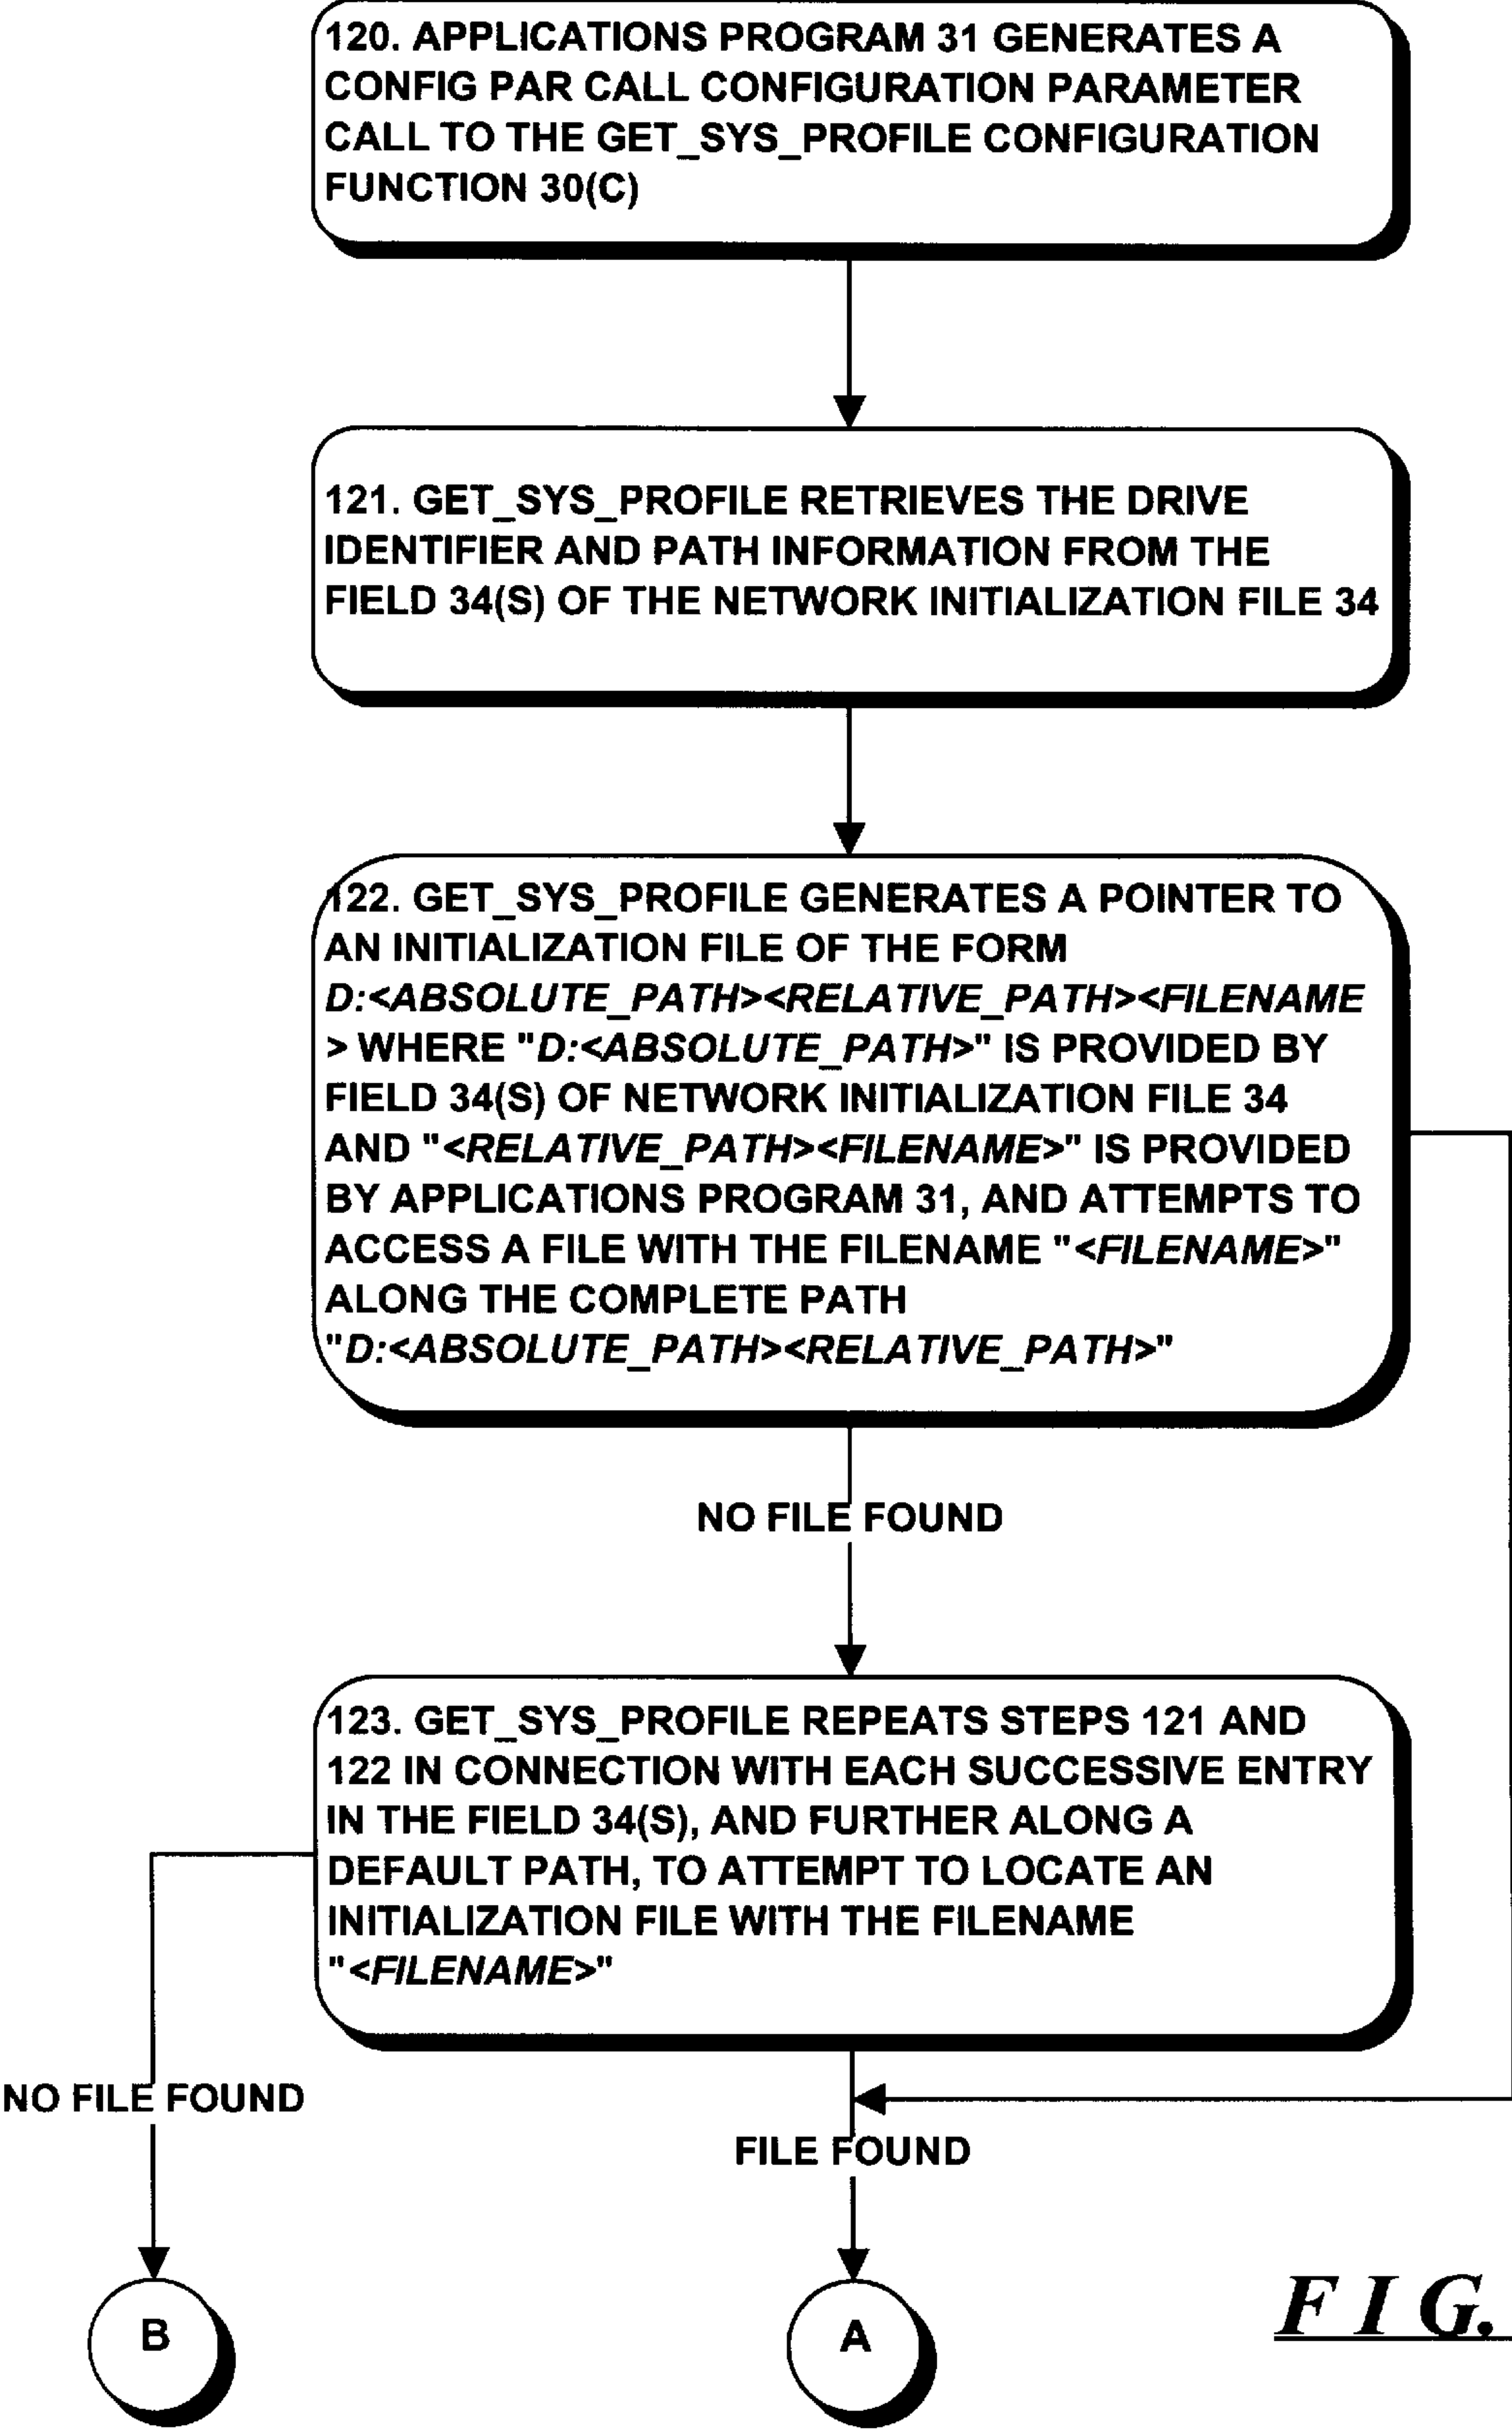 120. APPLICATIONS PROGRAM 31 GENERATES A
CONFIG PAR CALL CONFIGURATION PARAMETER
CALL TO THE GET_SYS_PROFILE CONFIGURATION
FUNCTION 30(C)
121. GET_SYS_PROFILE RETRIEVES THE DRIVE
IDENTIFIER AND PATH INFORMATION FROM THE
FIELD 34(S) OF THE NETWORK INITIALIZATION FILE 34
122. GET_SYS_PROFILE GENERATES A POINTER TO
AN INITIALIZATION FILE OF THE FORM
D:<ABSOLUTE_PATH><RELATIVE_PATH><FILENAME
> WHERE "D:<ABSOLUTE_PATH>" IS PROVIDED BY
FIELD 34(S) OF NETWORK INITIALIZATION FILE 34
AND "<RELATIVE_PATH><FILENAME>" IS PROVIDED
BY APPLICATIONS PROGRAM 31, AND ATTEMPTS TO
ACCESS A FILE WITH THE FILENAME "<FILENAME>"
ALONG THE COMPLETE PATH
"D:<ABSOLUTE_PATH><RELATIVE_PATH>"
NO FILE FOUND
123. GET_SYS_PROFILE REPEATS STEPS 121 AND
122 IN CONNECTION WITH EACH SUCCESSIVE ENTRY
IN THE FIELD 34(S), AND FURTHER ALONG A
DEFAULT PATH, TO ATTEMPT TO LOCATE AN
INITIALIZATION FILE WITH THE FILENAME
"<FILENAME>"
NO FILE FOUND
FILE FOUND
B
A
FIG.